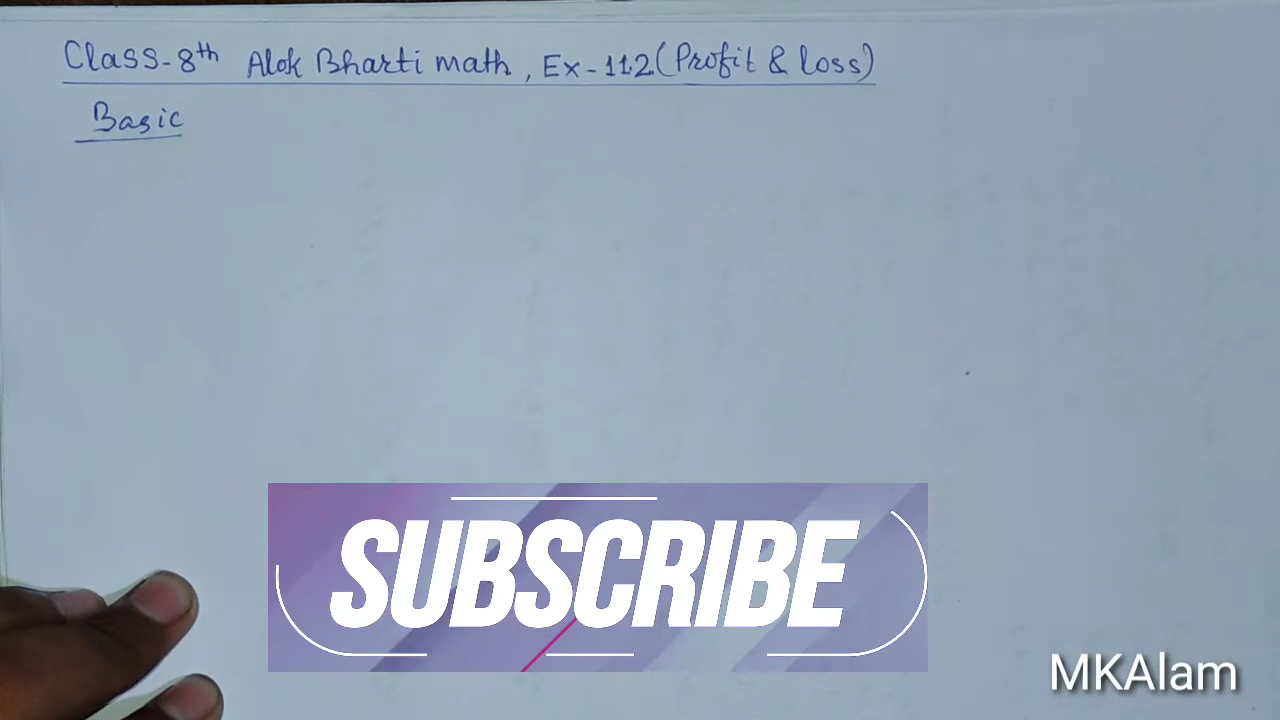 Class-8th Alok Bharti math, Ex-11.2 (Profit & loss)
Basic
SUBSCRIBE
MKAlam